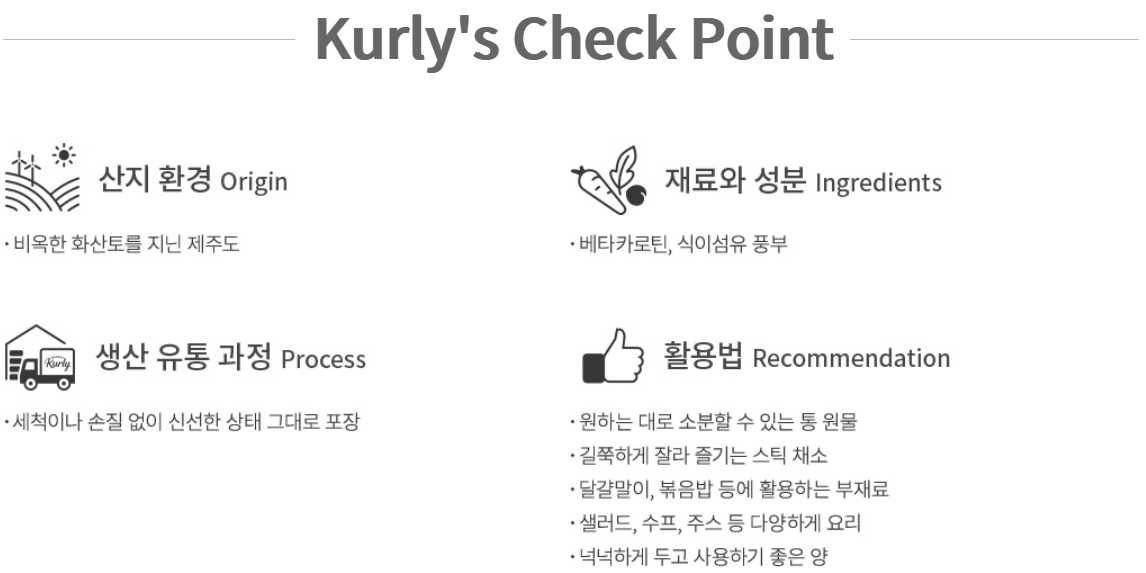 Kurly's Check Point
산지 환경 Origin
· 비옥한 화산토를 지닌 제주도
재료와 성분 Ingredients
· 베타카로틴, 식이섬유 풍부
Kurly
생산 유통 과정 Process
· 세척이나 손질 없이 신선한 상태 그대로 포장
활용법 Recommendation
· 원하는 대로 소분할 수 있는 통 원물
· 길쭉하게 잘라 즐기는 스틱 채소
· 달걀말이, 볶음밥 등에 활용하는 부재료
· 샐러드, 수프, 주스 등 다양하게 요리
· 넉넉하게 두고 사용하기 좋은 양